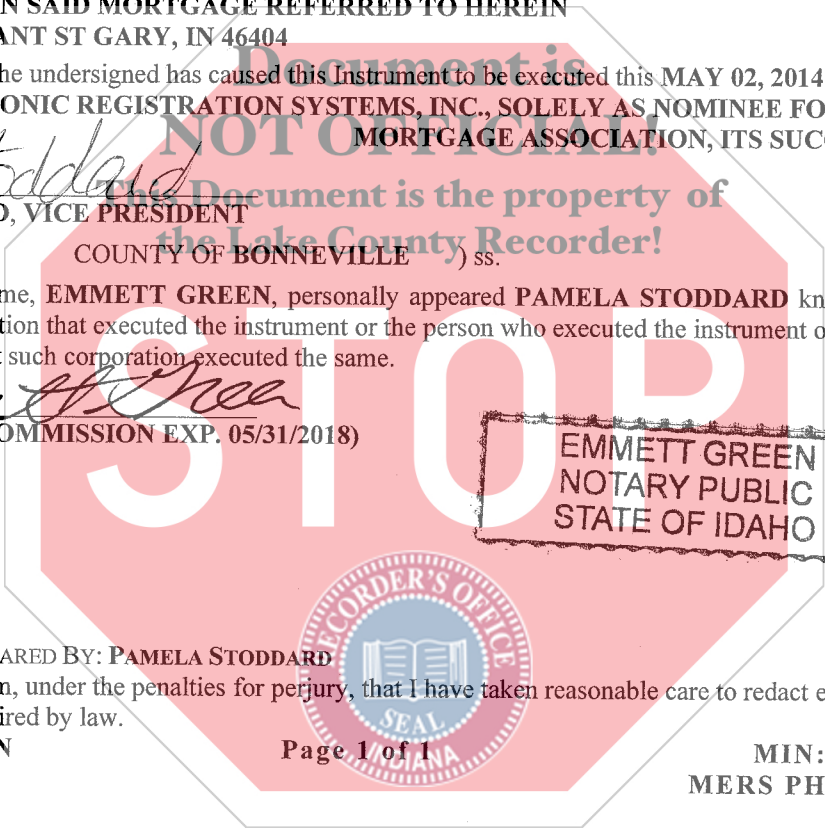 N SAID MORTGAGE REFERRED TO HEREIN
ANT ST GARY, IN 46404
Document is
he undersigned has caused this Instrument to be executed this MAY 02, 2014
ONIC REGISTRATION SYSTEMS, INC., SOLELY AS NOMINEE FO
NOT OFFICIAL!
MORTGAGE ASSOCIATION, ITS SUC
oddard
This Document is the property of
D, VICE PRESIDENT
the Lake County Recorder!
COUNTY OF BONNEVILLE ) ss.
me, EMMETT GREEN, personally appeared PAMELA STODDARD kn
tion that executed the instrument or the person who executed the instrument o
such corporation executed the same.
STOP
Green
OMMISSION EXP. 05/31/2018)
EMMETT GREEN
NOTARY PUBLIC
STATE OF IDAHO
RECORDER'S OFFICE
SEAL
INDIANA
ARED BY: PAMELA STODDARD
n, under the penalties for perjury, that I have taken reasonable care to redact e
ired by law.
N
Page 1 of 1
MIN:
MERS PH